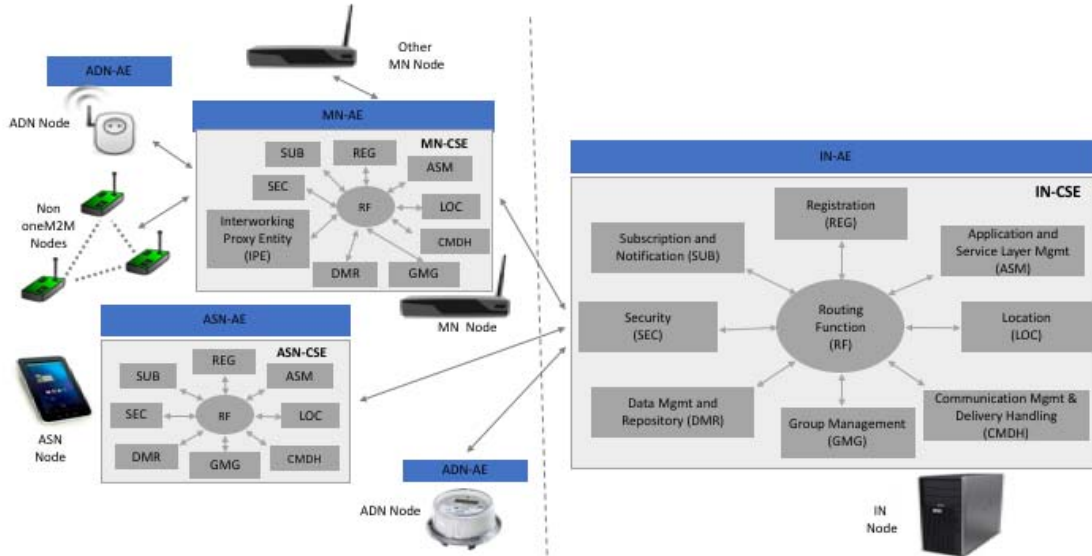 Other
MN Node
ADN-AE
ADN Node
MN-AE
MN-CSE
SUB
REG
ASM
SEC
RF
LOC
Interworking
Proxy Entity
(IPE)
CMDH
DMR
GMG
Non
oneM2M
Nodes
MN Node
ASN-AE
ASN-CSE
REG
SUB
ASM
SEC
RF
LOC
DMR
GMG
CMDH
ASN
Node
ADN-AE
ADN Node
IN-AE
IN-CSE
Registration
(REG)
Subscription and
Notification (SUB)
Application and
Service Layer Mgmt
(ASM)
Security
(SEC)
Routing
Function
(RF)
Location
(LOC)
Data Mgmt and
Repository (DMR)
Group Management
(GMG)
Communication Mgmt &
Delivery Handling
(CMDH)
IN
Node